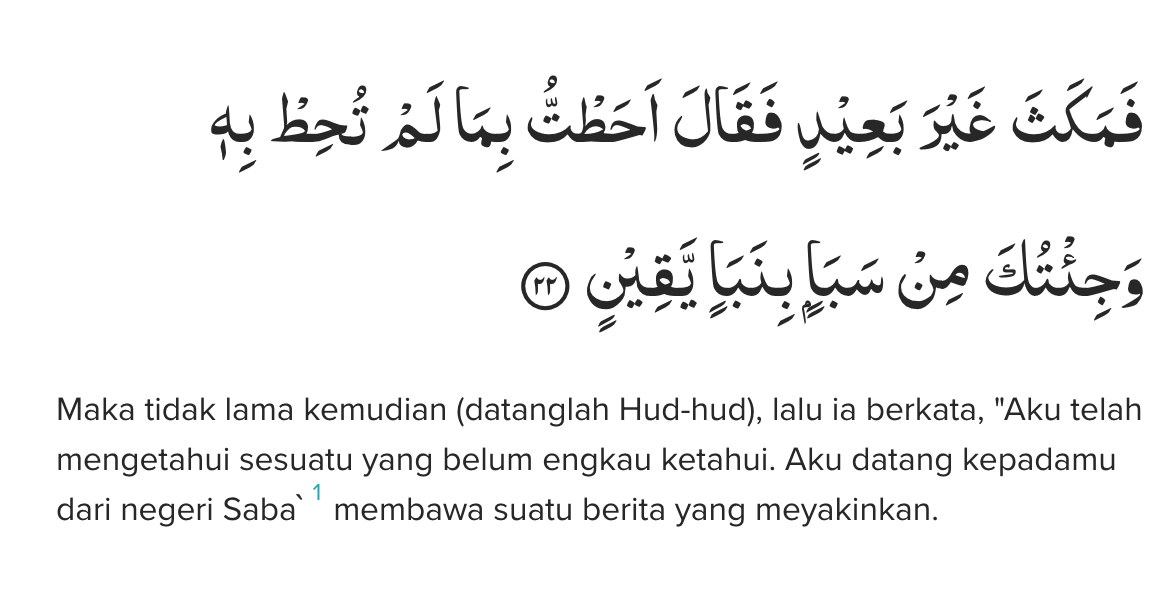 فَمَكَثَ غَيْرَ بَعِيْدٍ فَقَالَ اَحَطْتُّ بِمَا لَمْ تُحِطْ بِهٖ
وَجِئْتُكَ مِنْ سَبَاٍۢ بِنَبَاٍ يَّقِيْنٍ ۝٢٢
Maka tidak lama kemudian (datanglah Hud-hud), lalu ia berkata, "Aku telah
mengetahui sesuatu yang belum engkau ketahui. Aku datang kepadamu
dari negeri Saba` 1 membawa suatu berita yang meyakinkan.